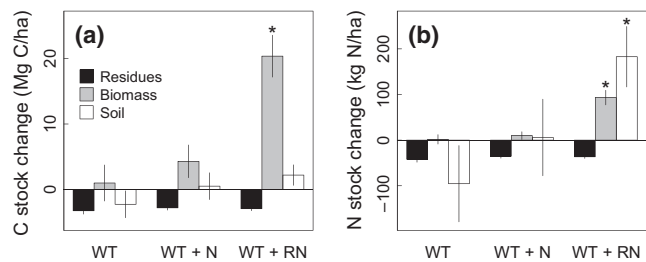 (a)
C stock change (Mg C/ha)
20
10
0
Residues
Biomass
Soil
*
WT
WT + N
WT + RN
(b)
N stock change (kg N/ha)
200
100
0
−100
*
*
WT
WT + N
WT + RN